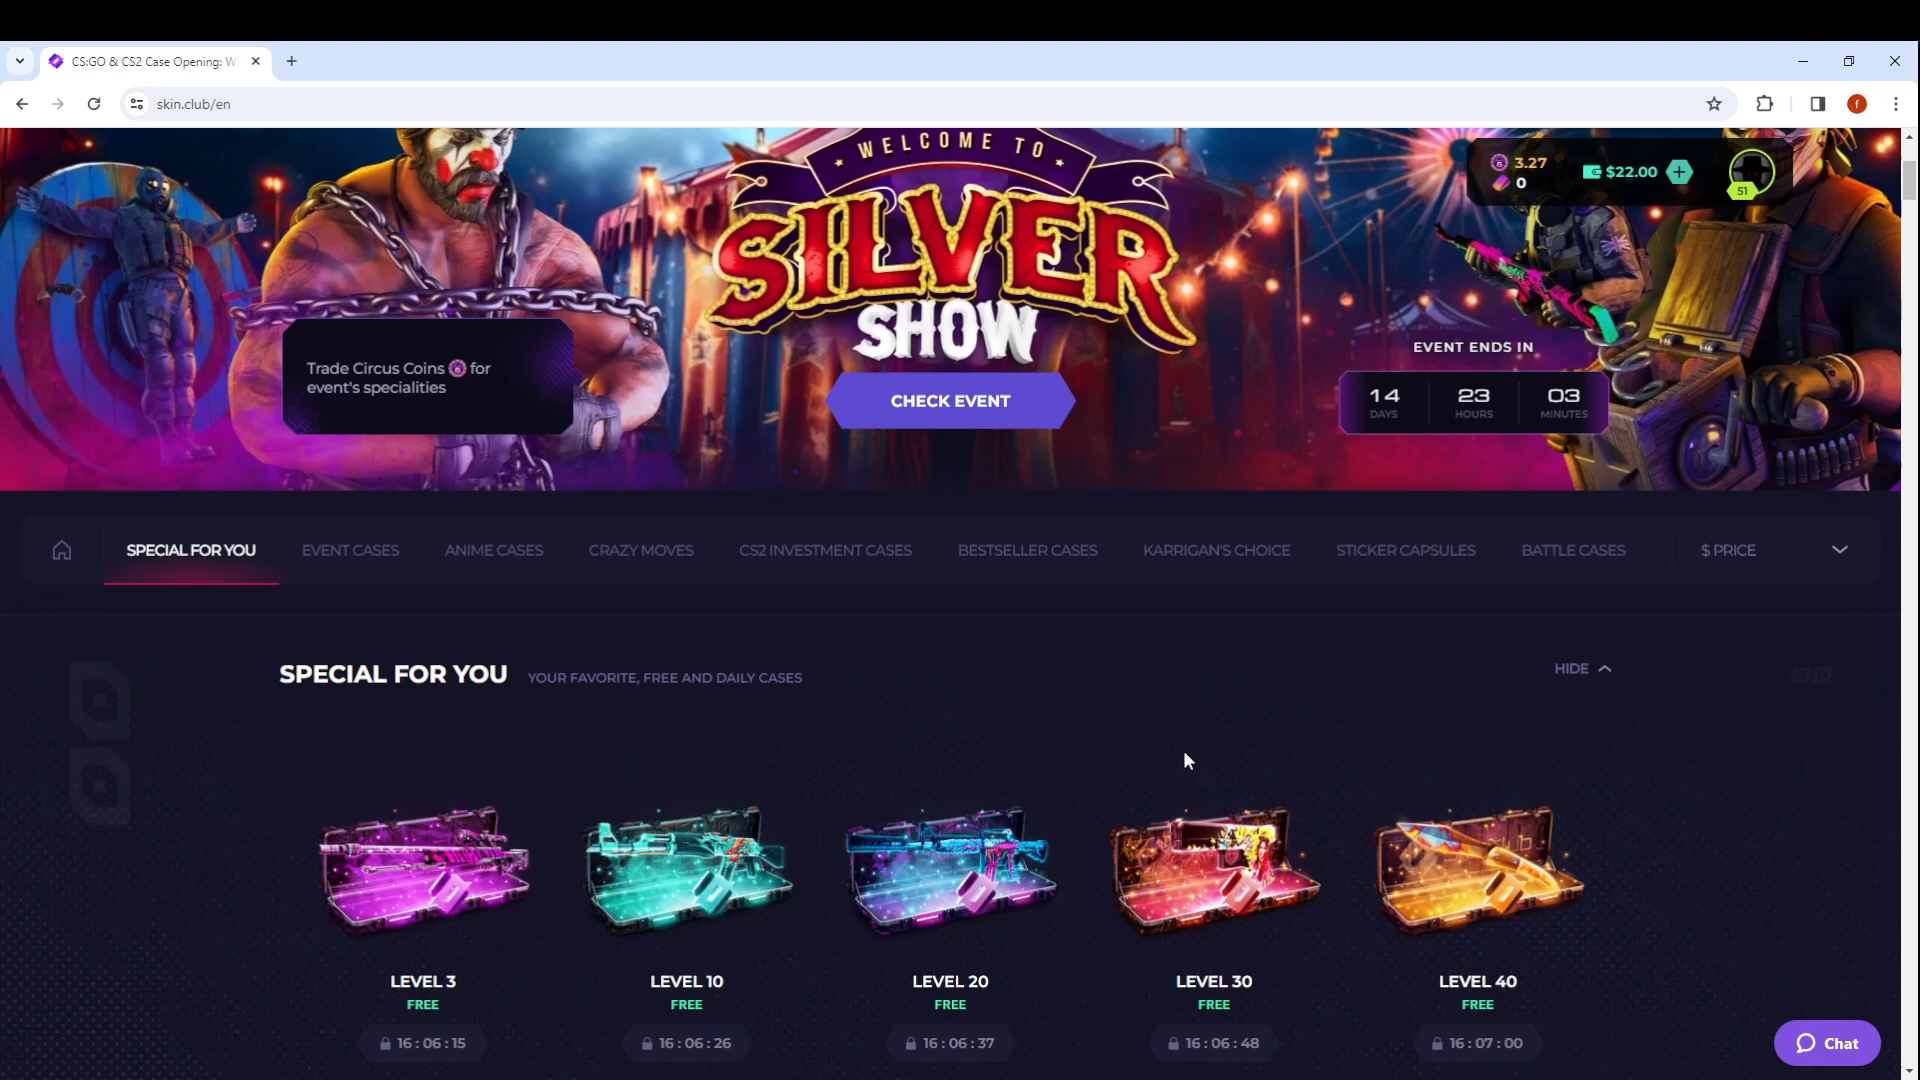 CS:GO & CS2 Case Opening: W
skin.club/en
WELCOME TO
SILVER
SHOW
3.27
0
$22.00
51
Trade Circus Coins for
event's specialities
CHECK EVENT
EVENT ENDS IN
14 23 03
DAYS HOURS MINUTES
SPECIAL FOR YOU EVENT CASES ANIME CASES CRAZY MOVES CS2 INVESTMENT CASES BESTSELLER CASES KARRIGAN'S CHOICE STICKER CAPSULES BATTLE CASES $ PRICE
SPECIAL FOR YOU YOUR FAVORITE, FREE AND DAILY CASES HIDE
LEVEL 3 LEVEL 10 LEVEL 20 LEVEL 30 LEVEL 40
FREE FREE FREE FREE FREE
16 : 06 : 15 16 : 06 : 26 16 : 06 : 37 16 : 06 : 48 16 : 07 : 00
Chat